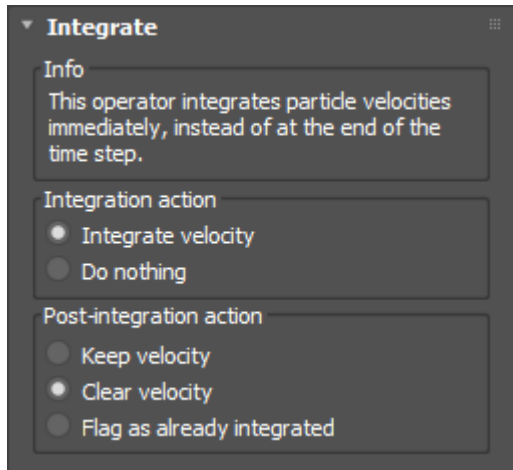 Integrate
Info
This operator integrates particle velocities
immediately, instead of at the end of the
time step.
Integration action
Integrate velocity
Do nothing
Post-integration action
Keep velocity
Clear velocity
Flag as already integrated